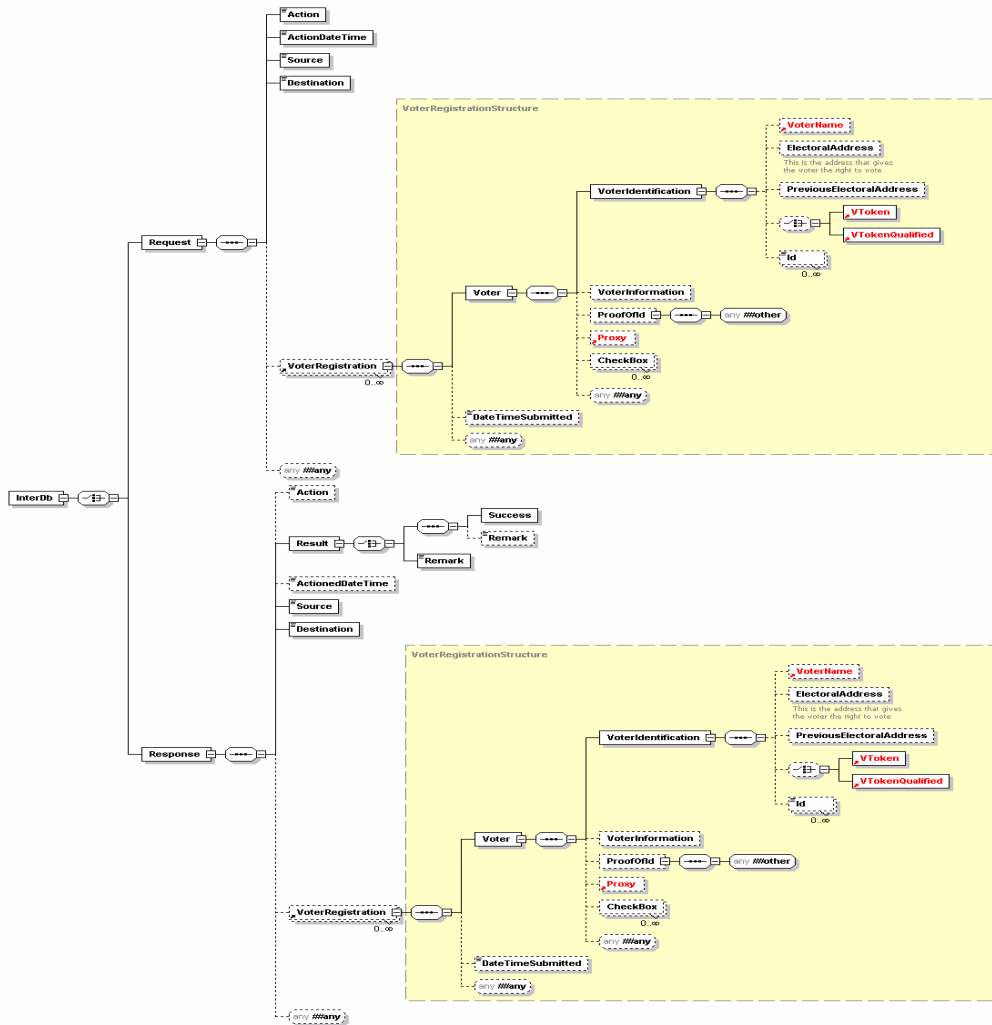 Action
ActionDateTime
Source
Destination
VoterRegistrationStructure
VoterName
ElectoralAddress
This is the address that gives
the voter the right to vote
VoterIdentification
PreviousElectoralAddress
VToken
VTokenQualified
Request
Id
0..∞
Voter
VoterInformation
ProofOfId
any ##other
Proxy
VoterRegistration
0..∞
CheckBox
0..∞
any ##any
DateTimeSubmitted
any ##any
any ##any
InterDb
Action
Result
Success
Remark
Remark
ActionedDateTime
Source
Destination
VoterRegistrationStructure
VoterName
ElectoralAddress
This is the address that gives
the voter the right to vote
VoterIdentification
PreviousElectoralAddress
Response
VToken
VTokenQualified
Id
0..∞
Voter
VoterInformation
ProofOfId
any ##other
Proxy
CheckBox
0..∞
VoterRegistration
0..∞
any ##any
DateTimeSubmitted
any ##any
any ##any